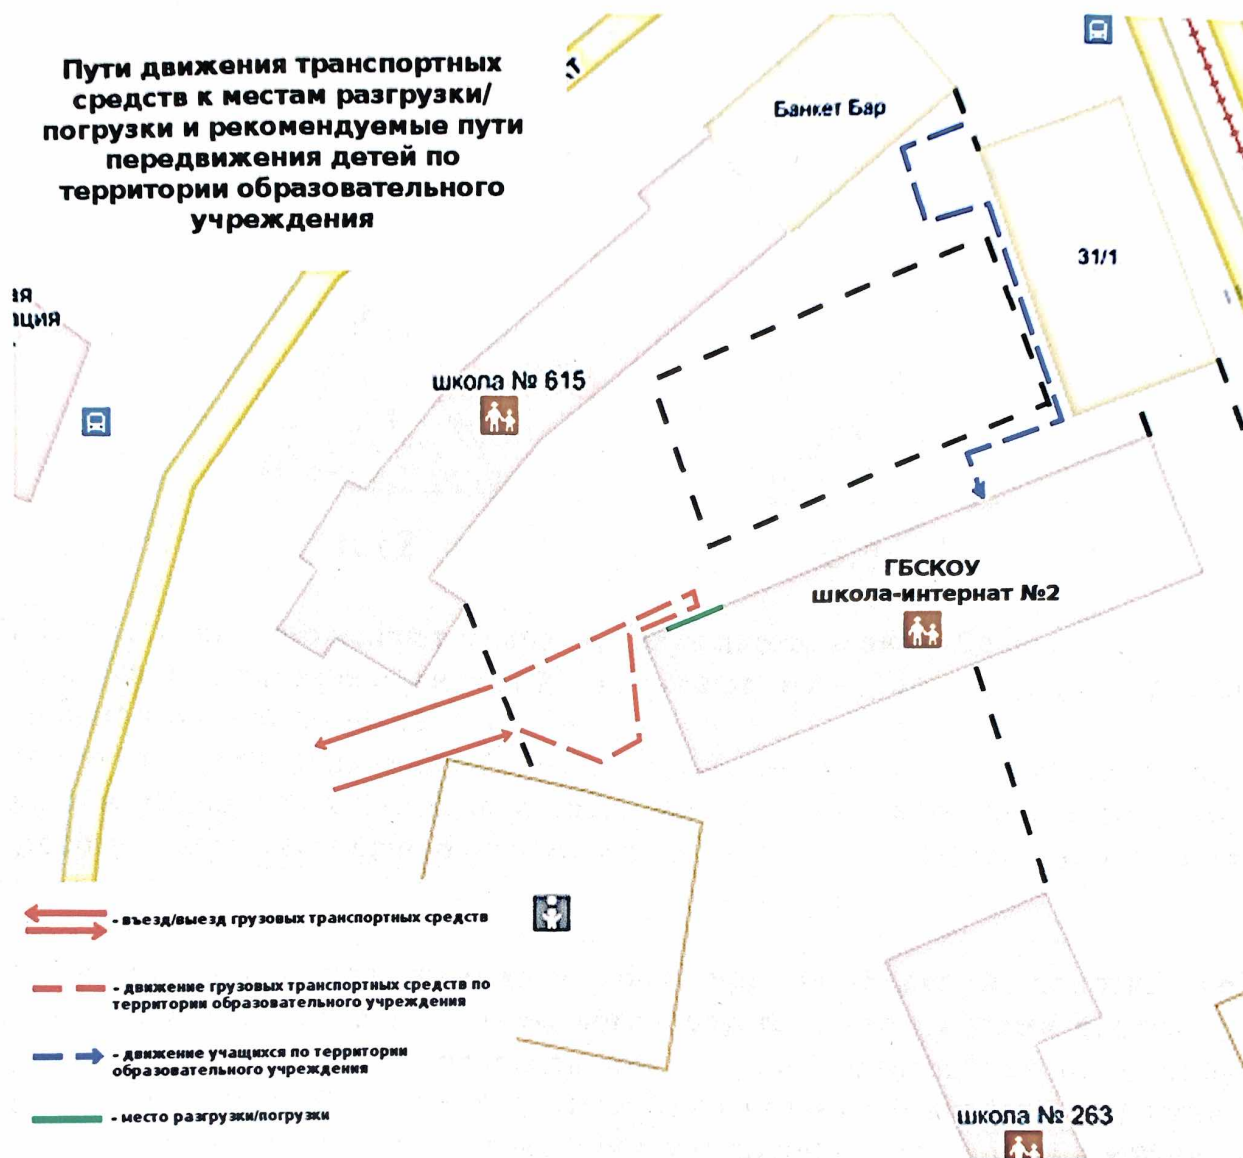 Пути движения транспортных
средств к местам разгрузки/
погрузки и рекомендуемые пути
передвижения детей по
территории образовательного
учреждения
Банкет Бар
31/1
ая
ация
школа № 615
ГБСКОУ
школа-интернат №2
- въезд/выезд грузовых транспортных средств
- движение грузовых транспортных средств по
территории образовательного учреждения
- движение учащихся по территории
образовательного учреждения
- место разгрузки/погрузки
школа № 263